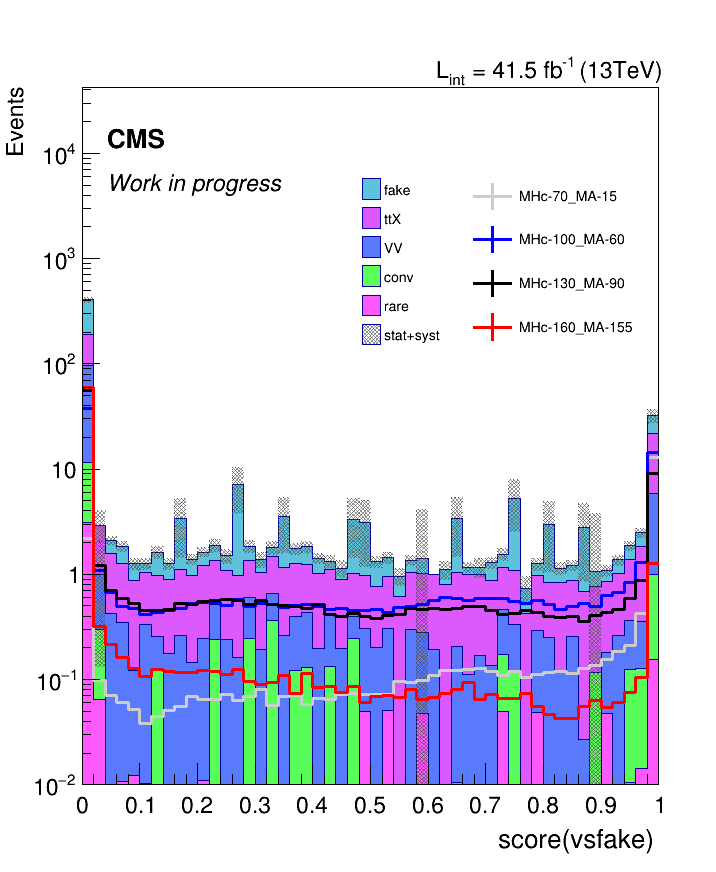 L_int = 41.5 fb^-1 (13TeV)
Events
CMS
Work in progress
fake
ttX
VV
conv
rare
stat+syst
MHc-70_MA-15
MHc-100_MA-60
MHc-130_MA-90
MHc-160_MA-155
10^4
10^3
10^2
10
1
10^-1
10^-2
0 0.1 0.2 0.3 0.4 0.5 0.6 0.7 0.8 0.9 1
score(vsfake)